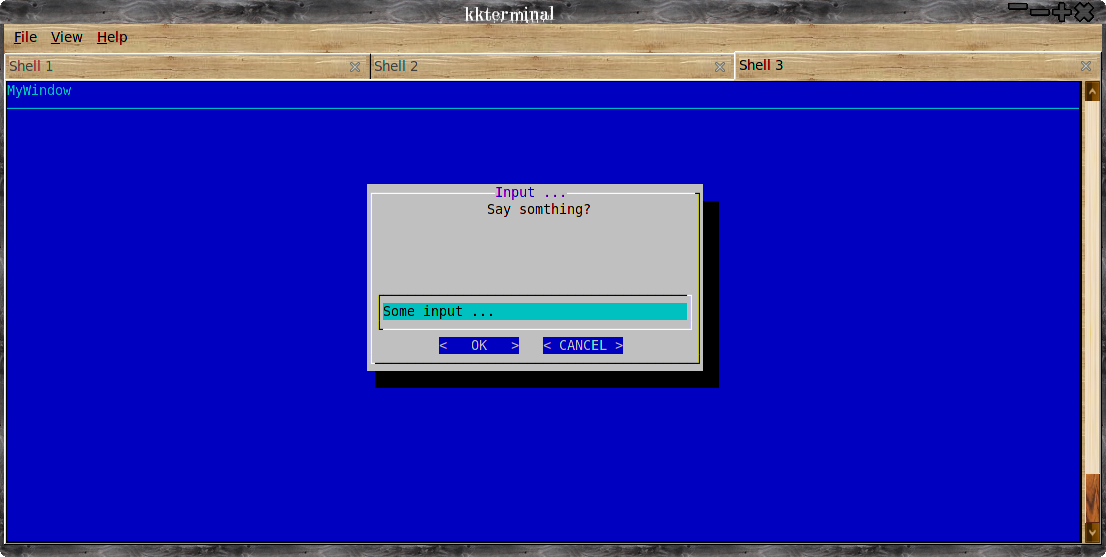 kkterminal
File View Help
Shell 1 Shell 2 Shell 3
MyWindow
Input ...
Say somthing?
Some input ...
< OK > < CANCEL >